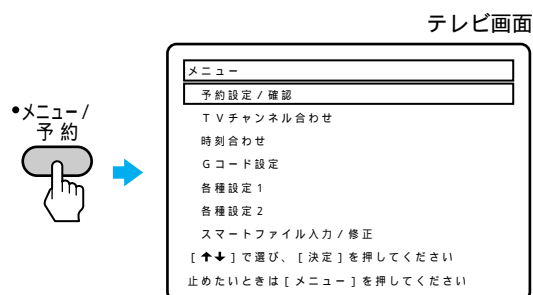 テレビ画面
•メニュー/
予約
メニュー
予約設定/確認
TVチャンネル合わせ
時刻合わせ
Gコード設定
各種設定1
各種設定2
スマートファイル入力/修正
[↑↓]で選び、[決定]を押してください
止めたいときは[メニュー]を押してください